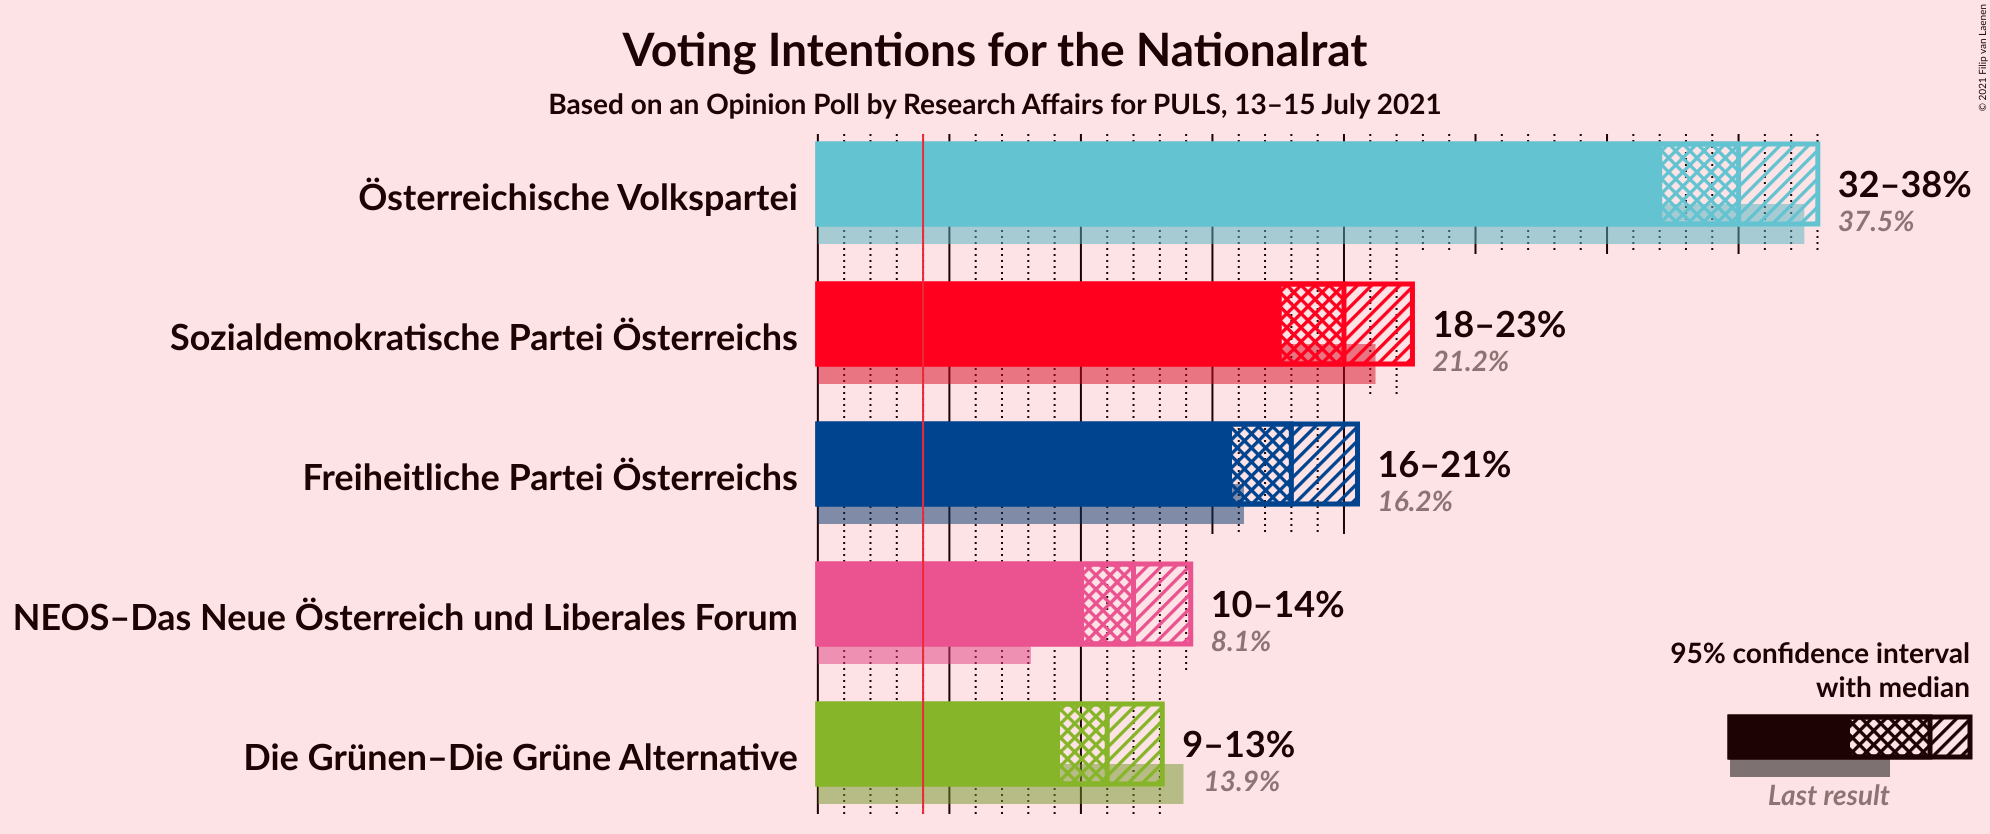 Voting Intentions for the Nationalrat
Based on an Opinion Poll by Research Affairs for PULS, 13–15 July 2021
© 2021 Filip van Laenen
Österreichische Volkspartei
32–38%
37.5%
Sozialdemokratische Partei Österreichs
18–23%
21.2%
Freiheitliche Partei Österreichs
16–21%
16.2%
NEOS–Das Neue Österreich und Liberales Forum
10–14%
8.1%
Die Grünen–Die Grüne Alternative
9–13%
13.9%
95% confidence interval
with median
Last result